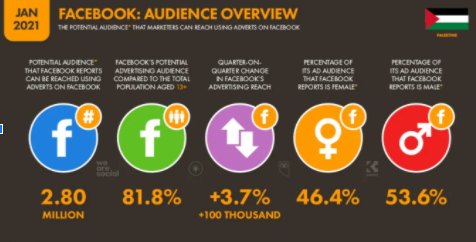 JAN
2021
FACEBOOK: AUDIENCE OVERVIEW
THE POTENTIAL AUDIENCE* THAT MARKETERS CAN REACH USING ADVERTS ON FACEBOOK
PALESTINE
POTENTIAL AUDIENCE*
THAT FACEBOOK REPORTS
CAN BE REACHED USING
ADVERTS ON FACEBOOK
FACEBOOK'S POTENTIAL
ADVERTISING AUDIENCE
COMPARED TO THE TOTAL
POPULATION AGED 13+
QUARTER-ON-
QUARTER CHANGE
IN FACEBOOK'S
ADVERTISING REACH
PERCENTAGE OF
ITS AD AUDIENCE
THAT FACEBOOK
REPORTS IS FEMALE*
PERCENTAGE OF
ITS AD AUDIENCE
THAT FACEBOOK
REPORTS IS MALE*
f #
f
f
f
f
we
are
social
2.80
MILLION
81.8%
+3.7%
+100 THOUSAND
46.4%
53.6%